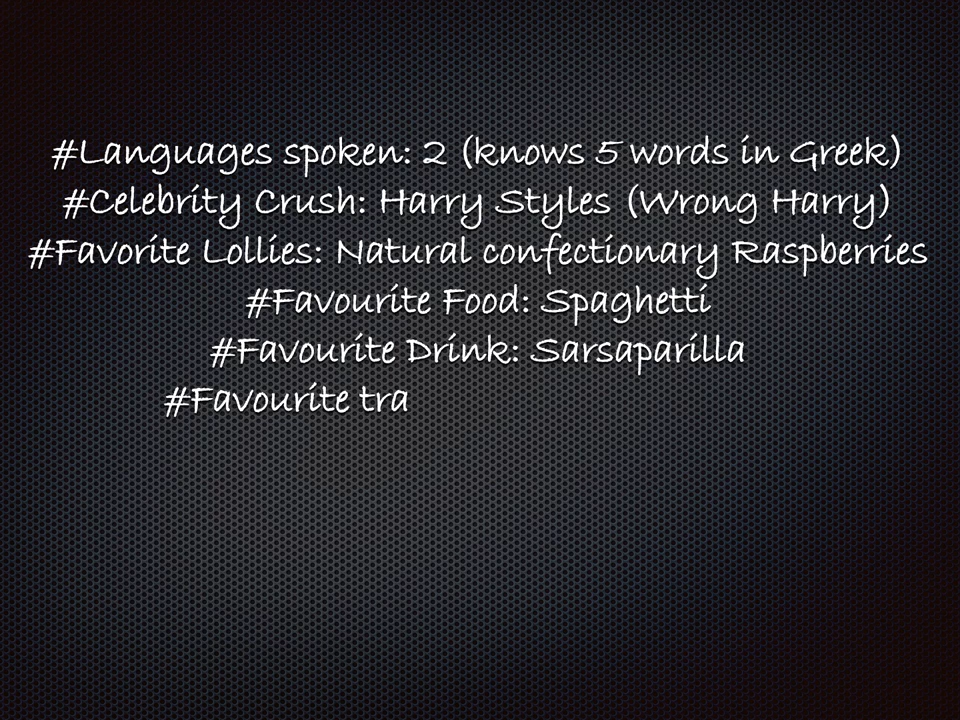 #Languages spoken: 2 (knows 5 words in Greek)
#Celebrity Crush: Harry Styles (Wrong Harry)
#Favorite Lollies: Natural confectionary Raspberries
#Favourite Food: Spaghetti
#Favourite Drink: Sarsaparilla
#Favourite tra